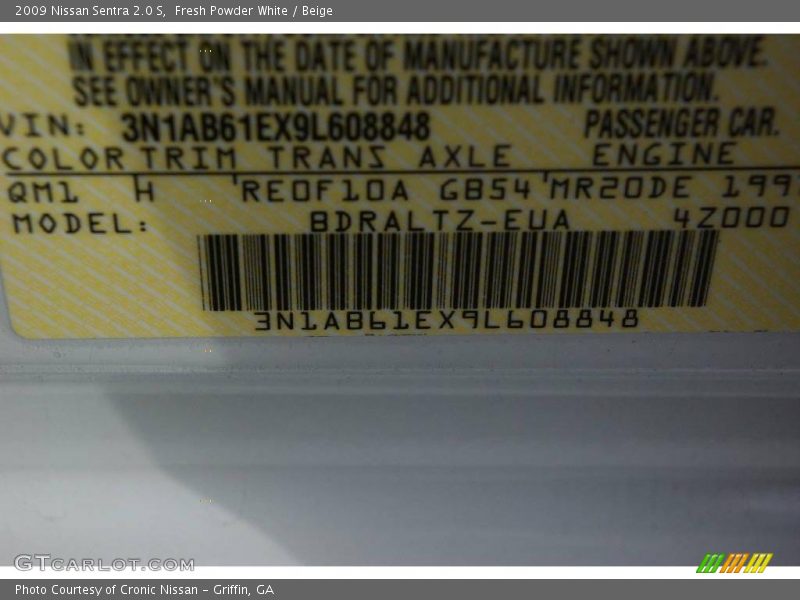 2009 Nissan Sentra 2.0 S,  Fresh Powder White / Beige
IN EFFECT ON THE DATE OF MANUFACTURE SHOWN ABOVE.
SEE OWNER'S MANUAL FOR ADDITIONAL INFORMATION.
VIN: 3N1AB61EX9L608848 PASSENGER CAR.
COLOR TRIM TRANS AXLE ENGINE
QM1 H 'RE0F10A GB54'MR20DE 199
MODEL: BDRALTZ-EUA 4Z000
3N1AB61EX9L608848
GTCARLOT.COM
Photo Courtesy of Cronic Nissan - Griffin, GA